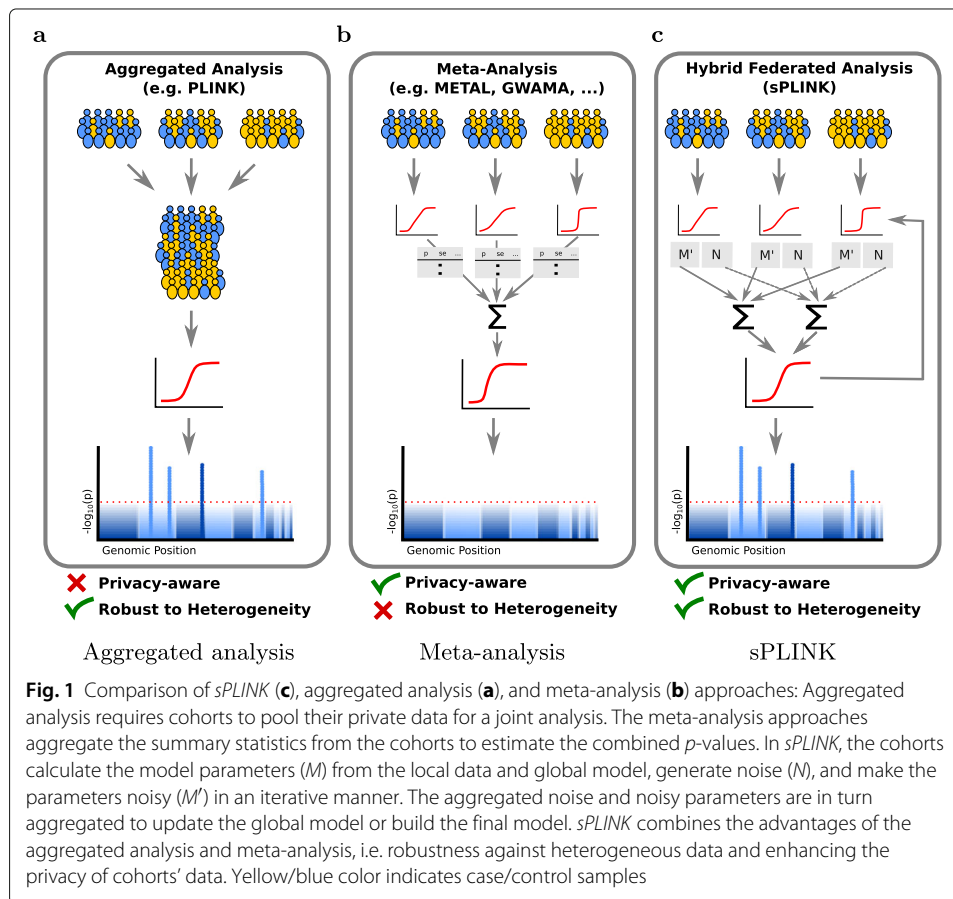 a
b
c
Aggregated Analysis
(e.g. PLINK)
Meta-Analysis
(e.g. METAL, GWAMA, ...)
Hybrid Federated Analysis
(sPLINK)
p se ...
p se ...
p se ...
M' N
M' N
M' N
Σ
Σ
Σ
-log10(p)
Genomic Position
-log10(p)
Genomic Position
-log10(p)
Genomic Position
Privacy-aware
Robust to Heterogeneity
Privacy-aware
Robust to Heterogeneity
Privacy-aware
Robust to Heterogeneity
Aggregated analysis
Meta-analysis
sPLINK
Fig. 1 Comparison of sPLINK (c), aggregated analysis (a), and meta-analysis (b) approaches: Aggregated
analysis requires cohorts to pool their private data for a joint analysis. The meta-analysis approaches
aggregate the summary statistics from the cohorts to estimate the combined p-values. In sPLINK, the cohorts
calculate the model parameters (M) from the local data and global model, generate noise (N), and make the
parameters noisy (M′) in an iterative manner. The aggregated noise and noisy parameters are in turn
aggregated to update the global model or build the final model. sPLINK combines the advantages of the
aggregated analysis and meta-analysis, i.e. robustness against heterogeneous data and enhancing the
privacy of cohorts' data. Yellow/blue color indicates case/control samples